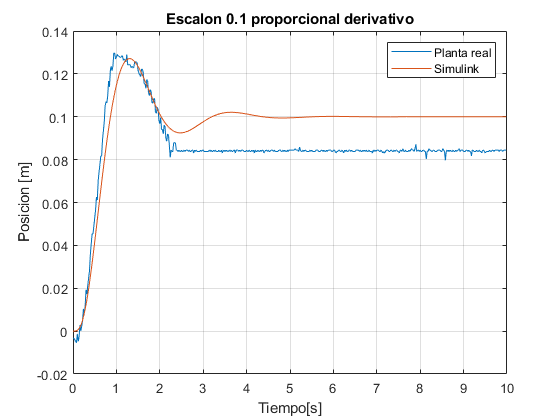 Escalon 0.1 proporcional derivativo
Planta real
Simulink
Posicion [m]
0.14
0.12
0.1
0.08
0.06
0.04
0.02
0
-0.02
0 1 2 3 4 5 6 7 8 9 10
Tiempo[s]